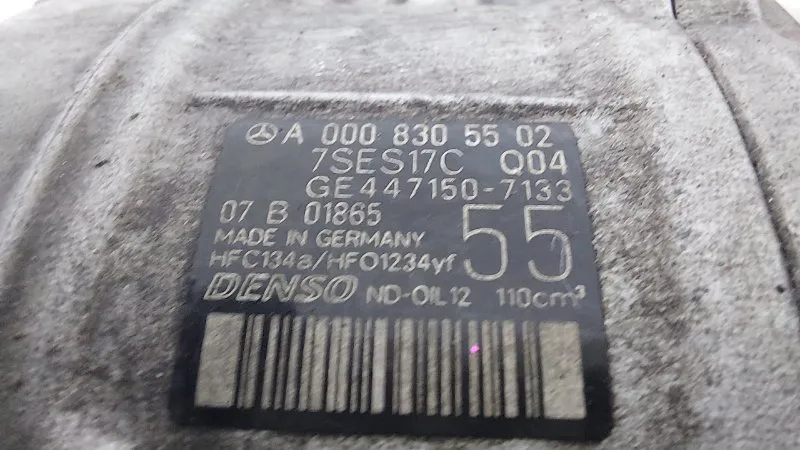 A 000 830 55 02
7SES17C Q04
GE447150-7133
07 B 01865
55
MADE IN GERMANY
HFC134a/HFO1234yf
DENSO ND-OIL12 110cm³